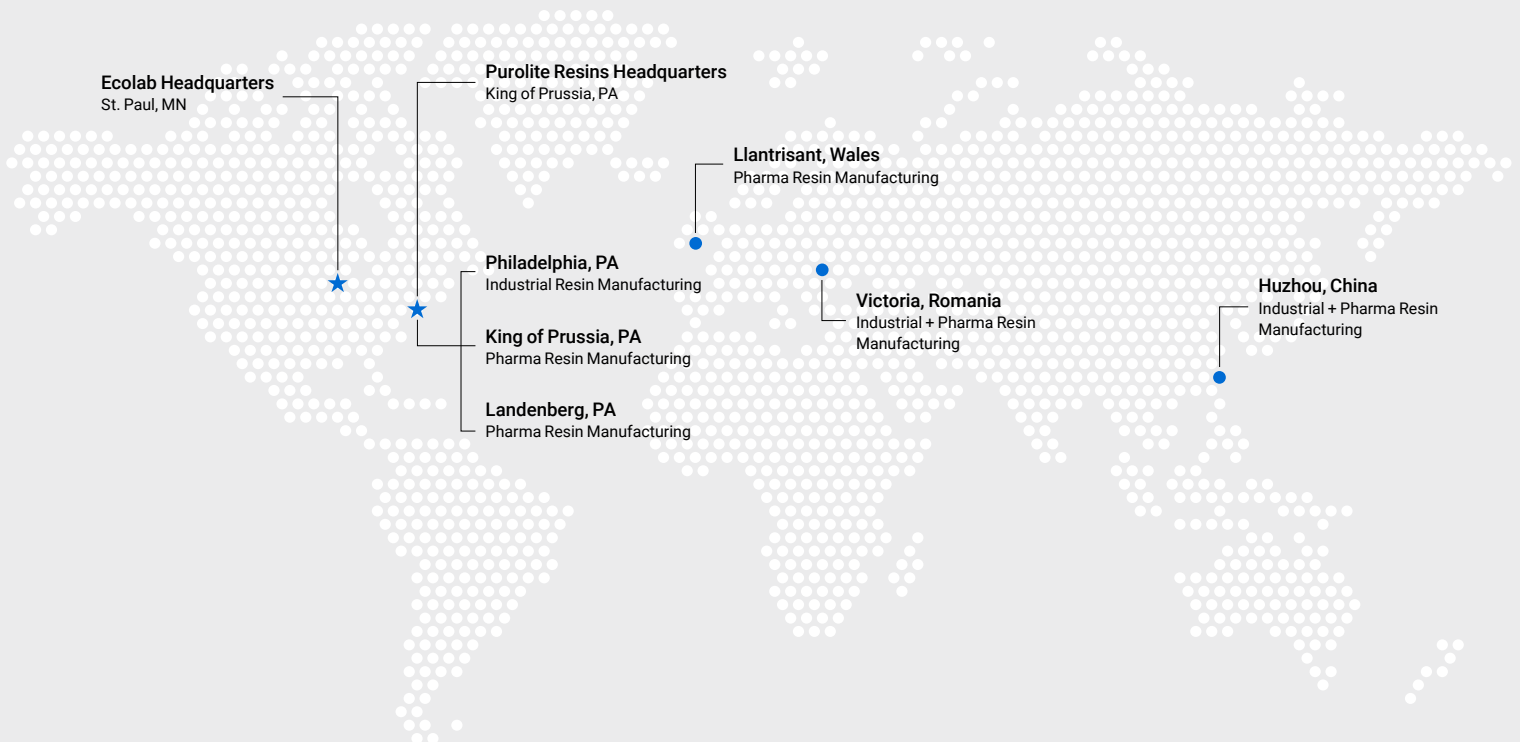 Ecolab Headquarters
St. Paul, MN
Purolite Resins Headquarters
King of Prussia, PA
Llantrisant, Wales
Pharma Resin Manufacturing
Philadelphia, PA
Industrial Resin Manufacturing
King of Prussia, PA
Pharma Resin Manufacturing
Landenberg, PA
Pharma Resin Manufacturing
Victoria, Romania
Industrial + Pharma Resin
Manufacturing
Huzhou, China
Industrial + Pharma Resin
Manufacturing